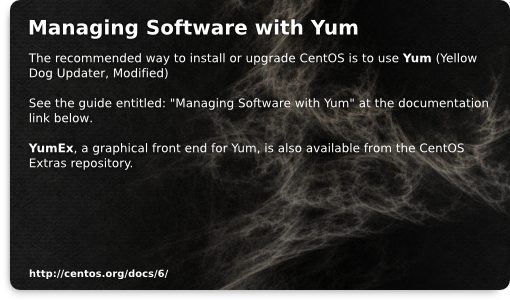 Managing Software with Yum
The recommended way to install or upgrade CentOS is to use Yum (Yellow
Dog Updater, Modified)
See the guide entitled: "Managing Software with Yum" at the documentation
link below.
YumEx, a graphical front end for Yum, is also available from the CentOS
Extras repository.
http://centos.org/docs/6/